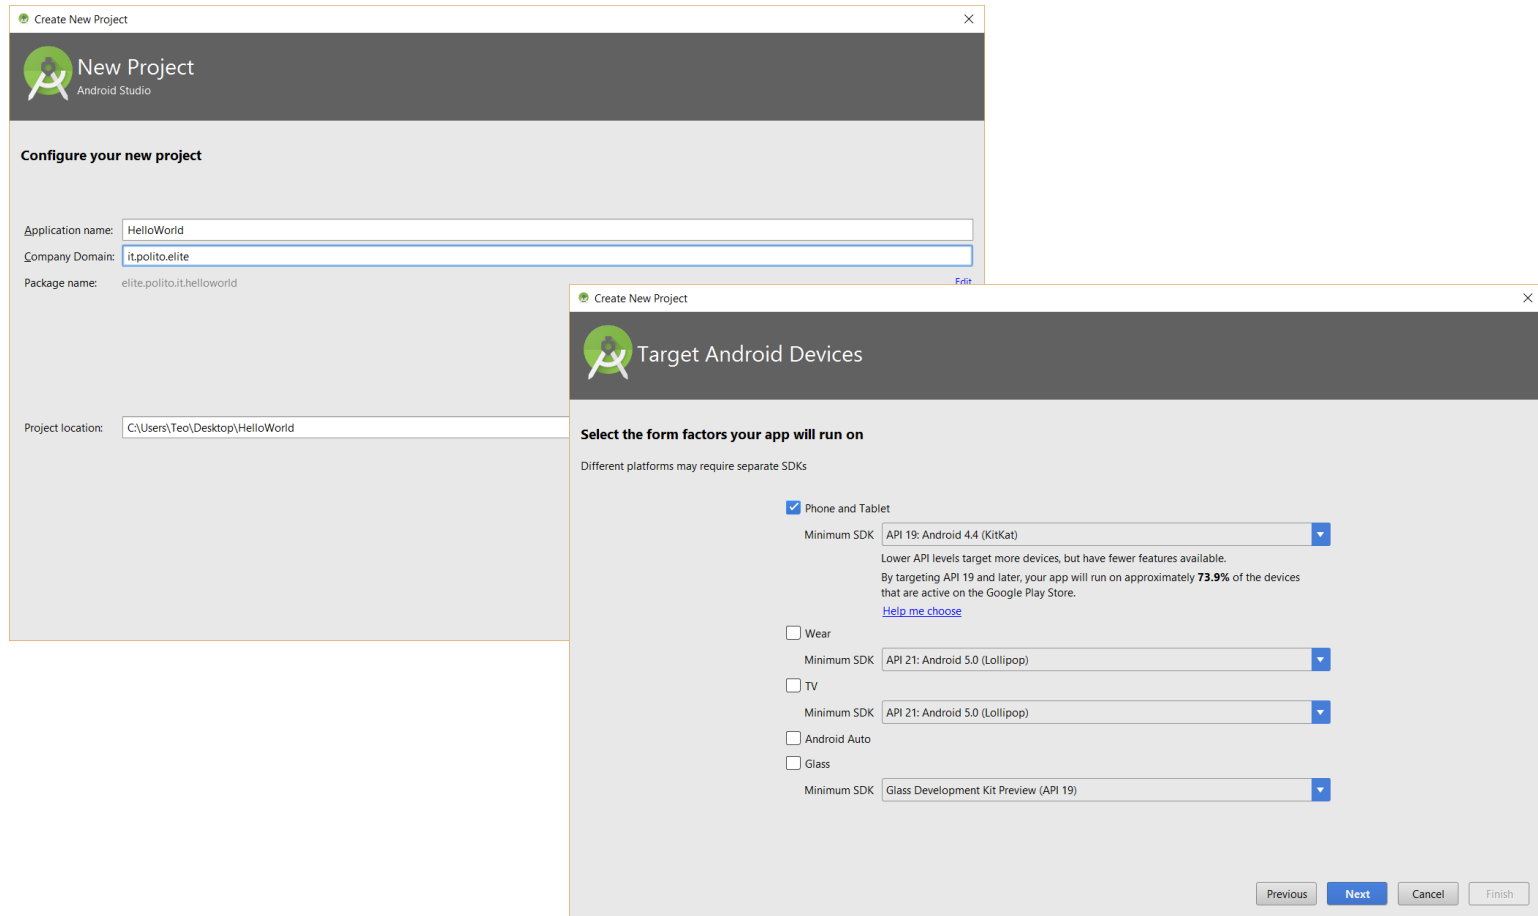 Create New Project
New Project
Android Studio
Configure your new project
Application name: HelloWorld
Company Domain: it.polito.elite
Package name: elite.polito.it.helloworld Edit
Project location: C:\Users\Teo\Desktop\HelloWorld
Create New Project
Target Android Devices
Select the form factors your app will run on
Different platforms may require separate SDKs
Phone and Tablet
Minimum SDK API 19: Android 4.4 (KitKat)
Lower API levels target more devices, but have fewer features available.
By targeting API 19 and later, your app will run on approximately 73.9% of the devices
that are active on the Google Play Store.
Help me choose
Wear
Minimum SDK API 21: Android 5.0 (Lollipop)
TV
Minimum SDK API 21: Android 5.0 (Lollipop)
Android Auto
Glass
Minimum SDK Glass Development Kit Preview (API 19)
Previous Next Cancel Finish